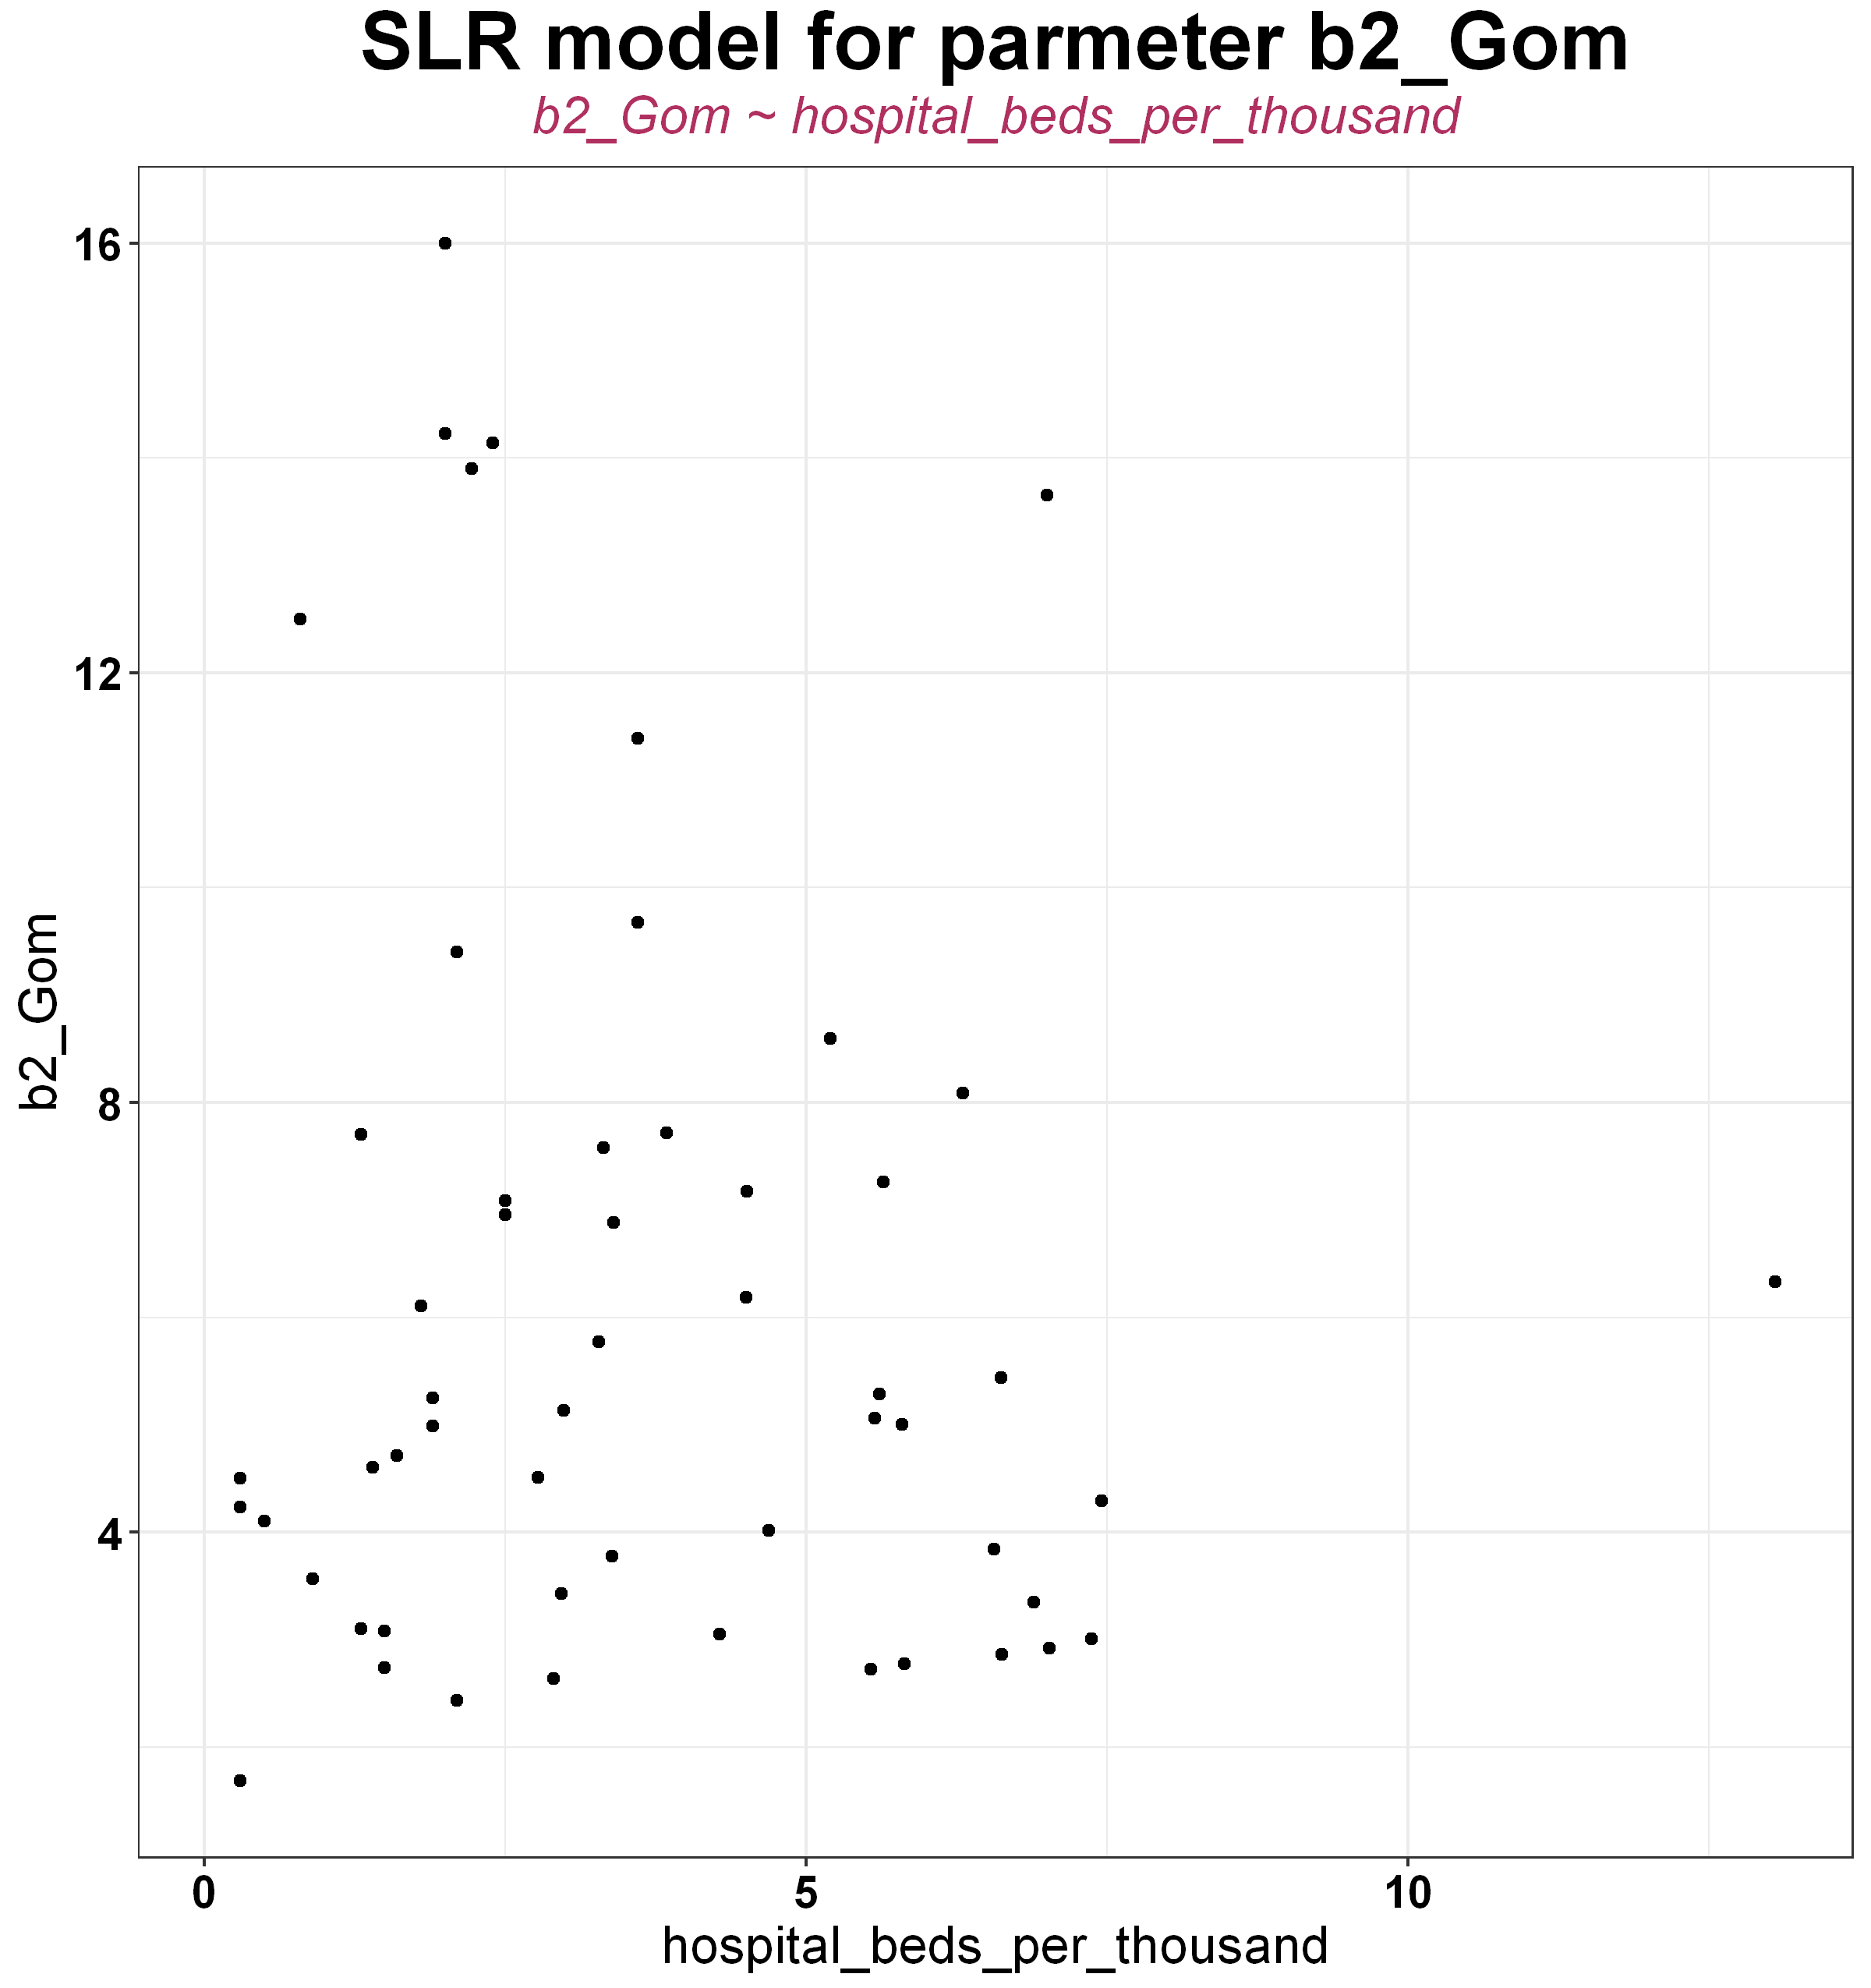 SLR model for parmeter b2_Gom
b2_Gom ~ hospital_beds_per_thousand
16
12
8
4
b2_Gom
0 5 10
hospital_beds_per_thousand